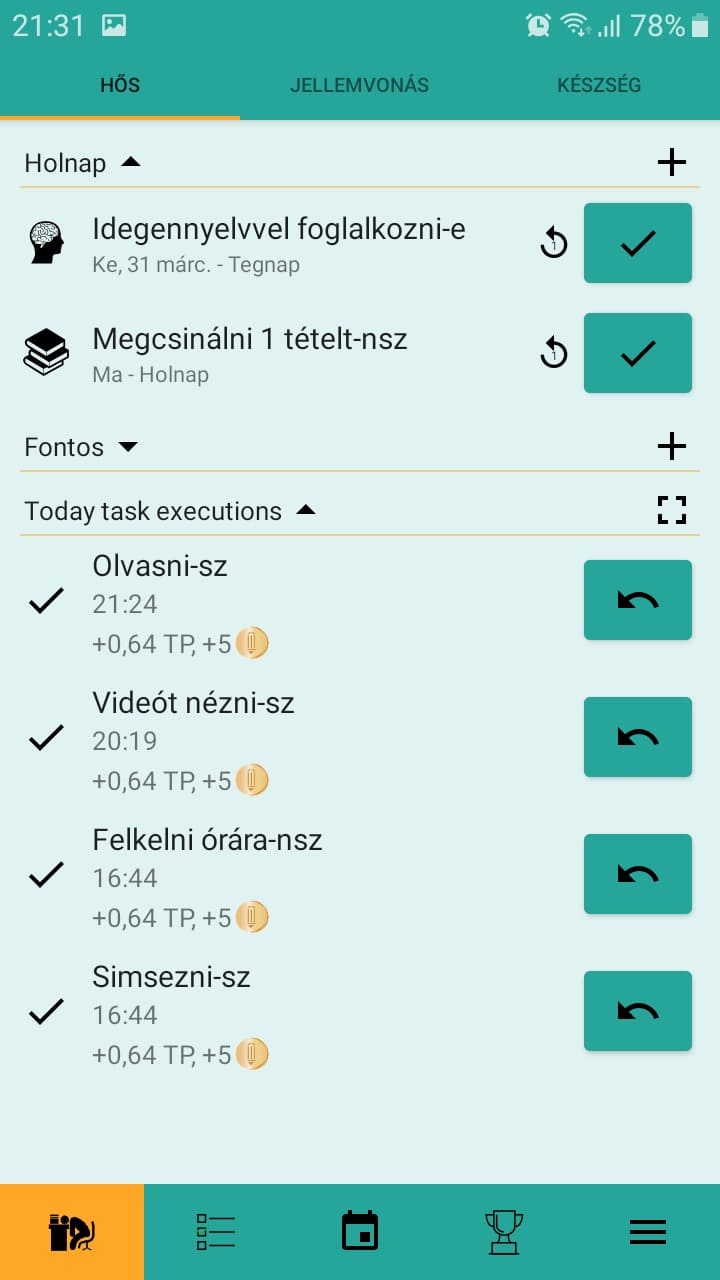 21:31 78%
HŐS JELLEMVONÁS KÉSZSÉG
Holnap
Idegennyelvvel foglalkozni-e
1
Ke, 31 márc. - Tegnap
Megcsinálni 1 tételt-nsz
1
Ma - Holnap
Fontos
Today task executions
Olvasni-sz
21:24
+0,64 TP, +5
Videót nézni-sz
20:19
+0,64 TP, +5
Felkelni órára-nsz
16:44
+0,64 TP, +5
Simsezni-sz
16:44
+0,64 TP, +5